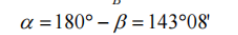 α = 180° − β = 143°08'